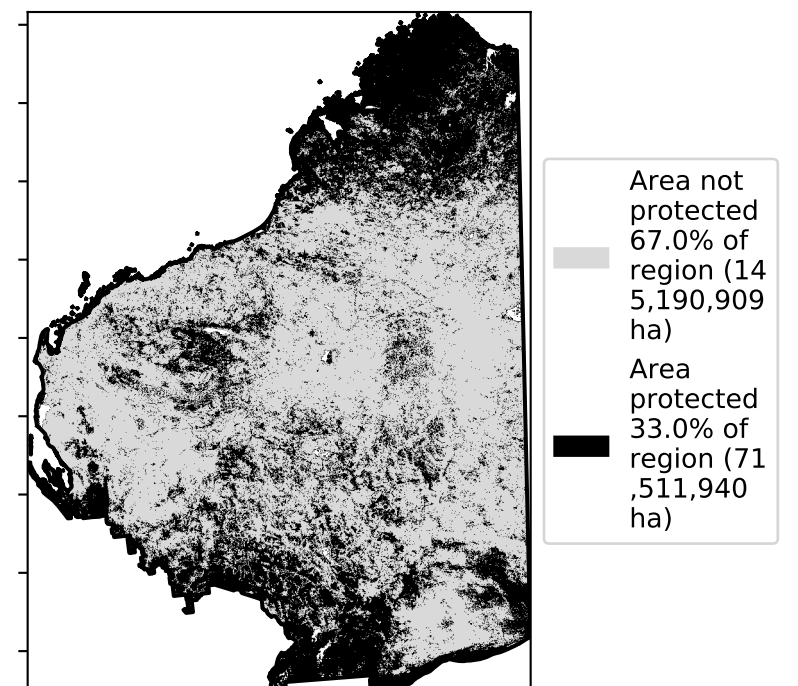 Area not
protected
67.0% of
region (14
5,190,909
ha)
Area
protected
33.0% of
region (71
,511,940
ha)